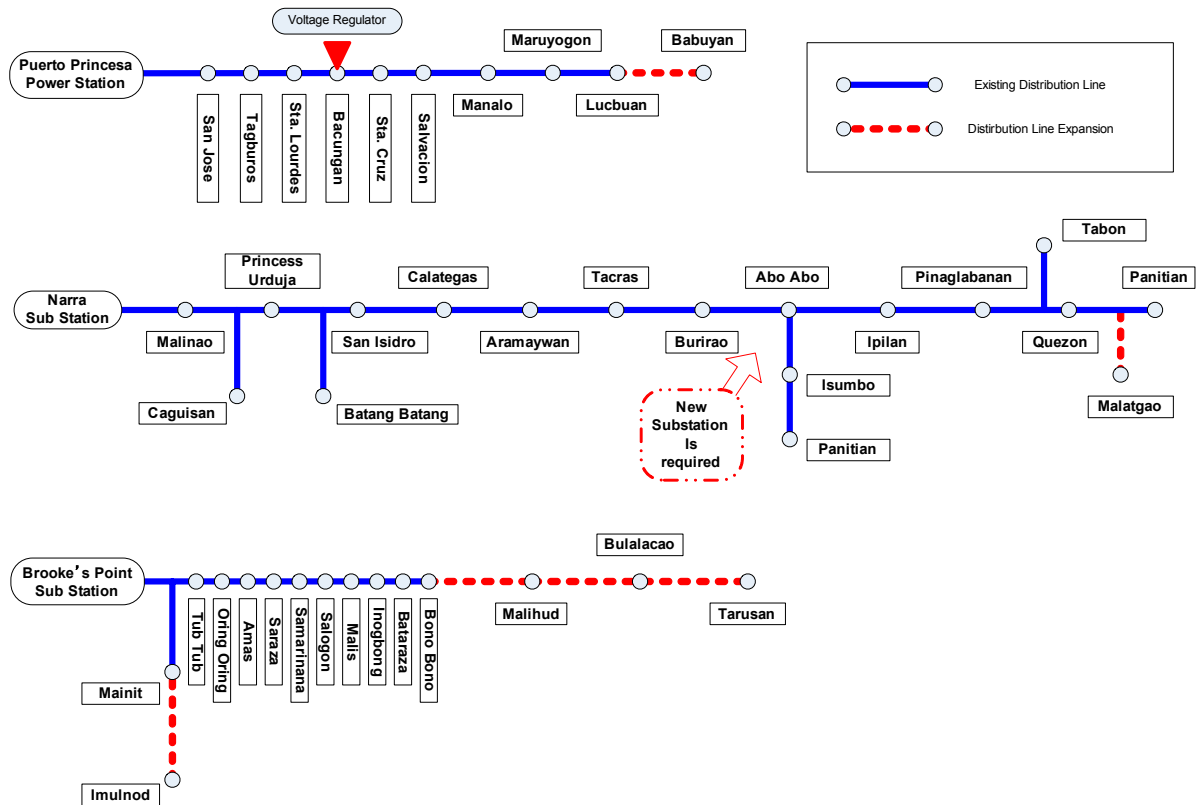 Voltage Regulator
Puerto Princesa
Power Station
San Jose
Tagburos
Sta. Lourdes
Bacungan
Sta. Cruz
Salvacion
Manalo
Maruyogon
Lucbuan
Babuyan
Existing Distribution Line
Distirbution Line Expansion
Narra
Sub Station
Malinao
Caguisan
Princess
Urduja
Batang Batang
San Isidro
Calategas
Aramaywan
Tacras
Burirao
Abo Abo
New
Substation
Is
required
Isumbo
Panitian
Ipilan
Pinaglabanan
Tabon
Quezon
Panitian
Malatgao
Brooke's Point
Sub Station
Mainit
Imulnod
Tub Tub
Oring Oring
Amas
Saraza
Samarinana
Salogon
Malis
Inogbong
Bataraza
Bono Bono
Malihud
Bulalacao
Tarusan